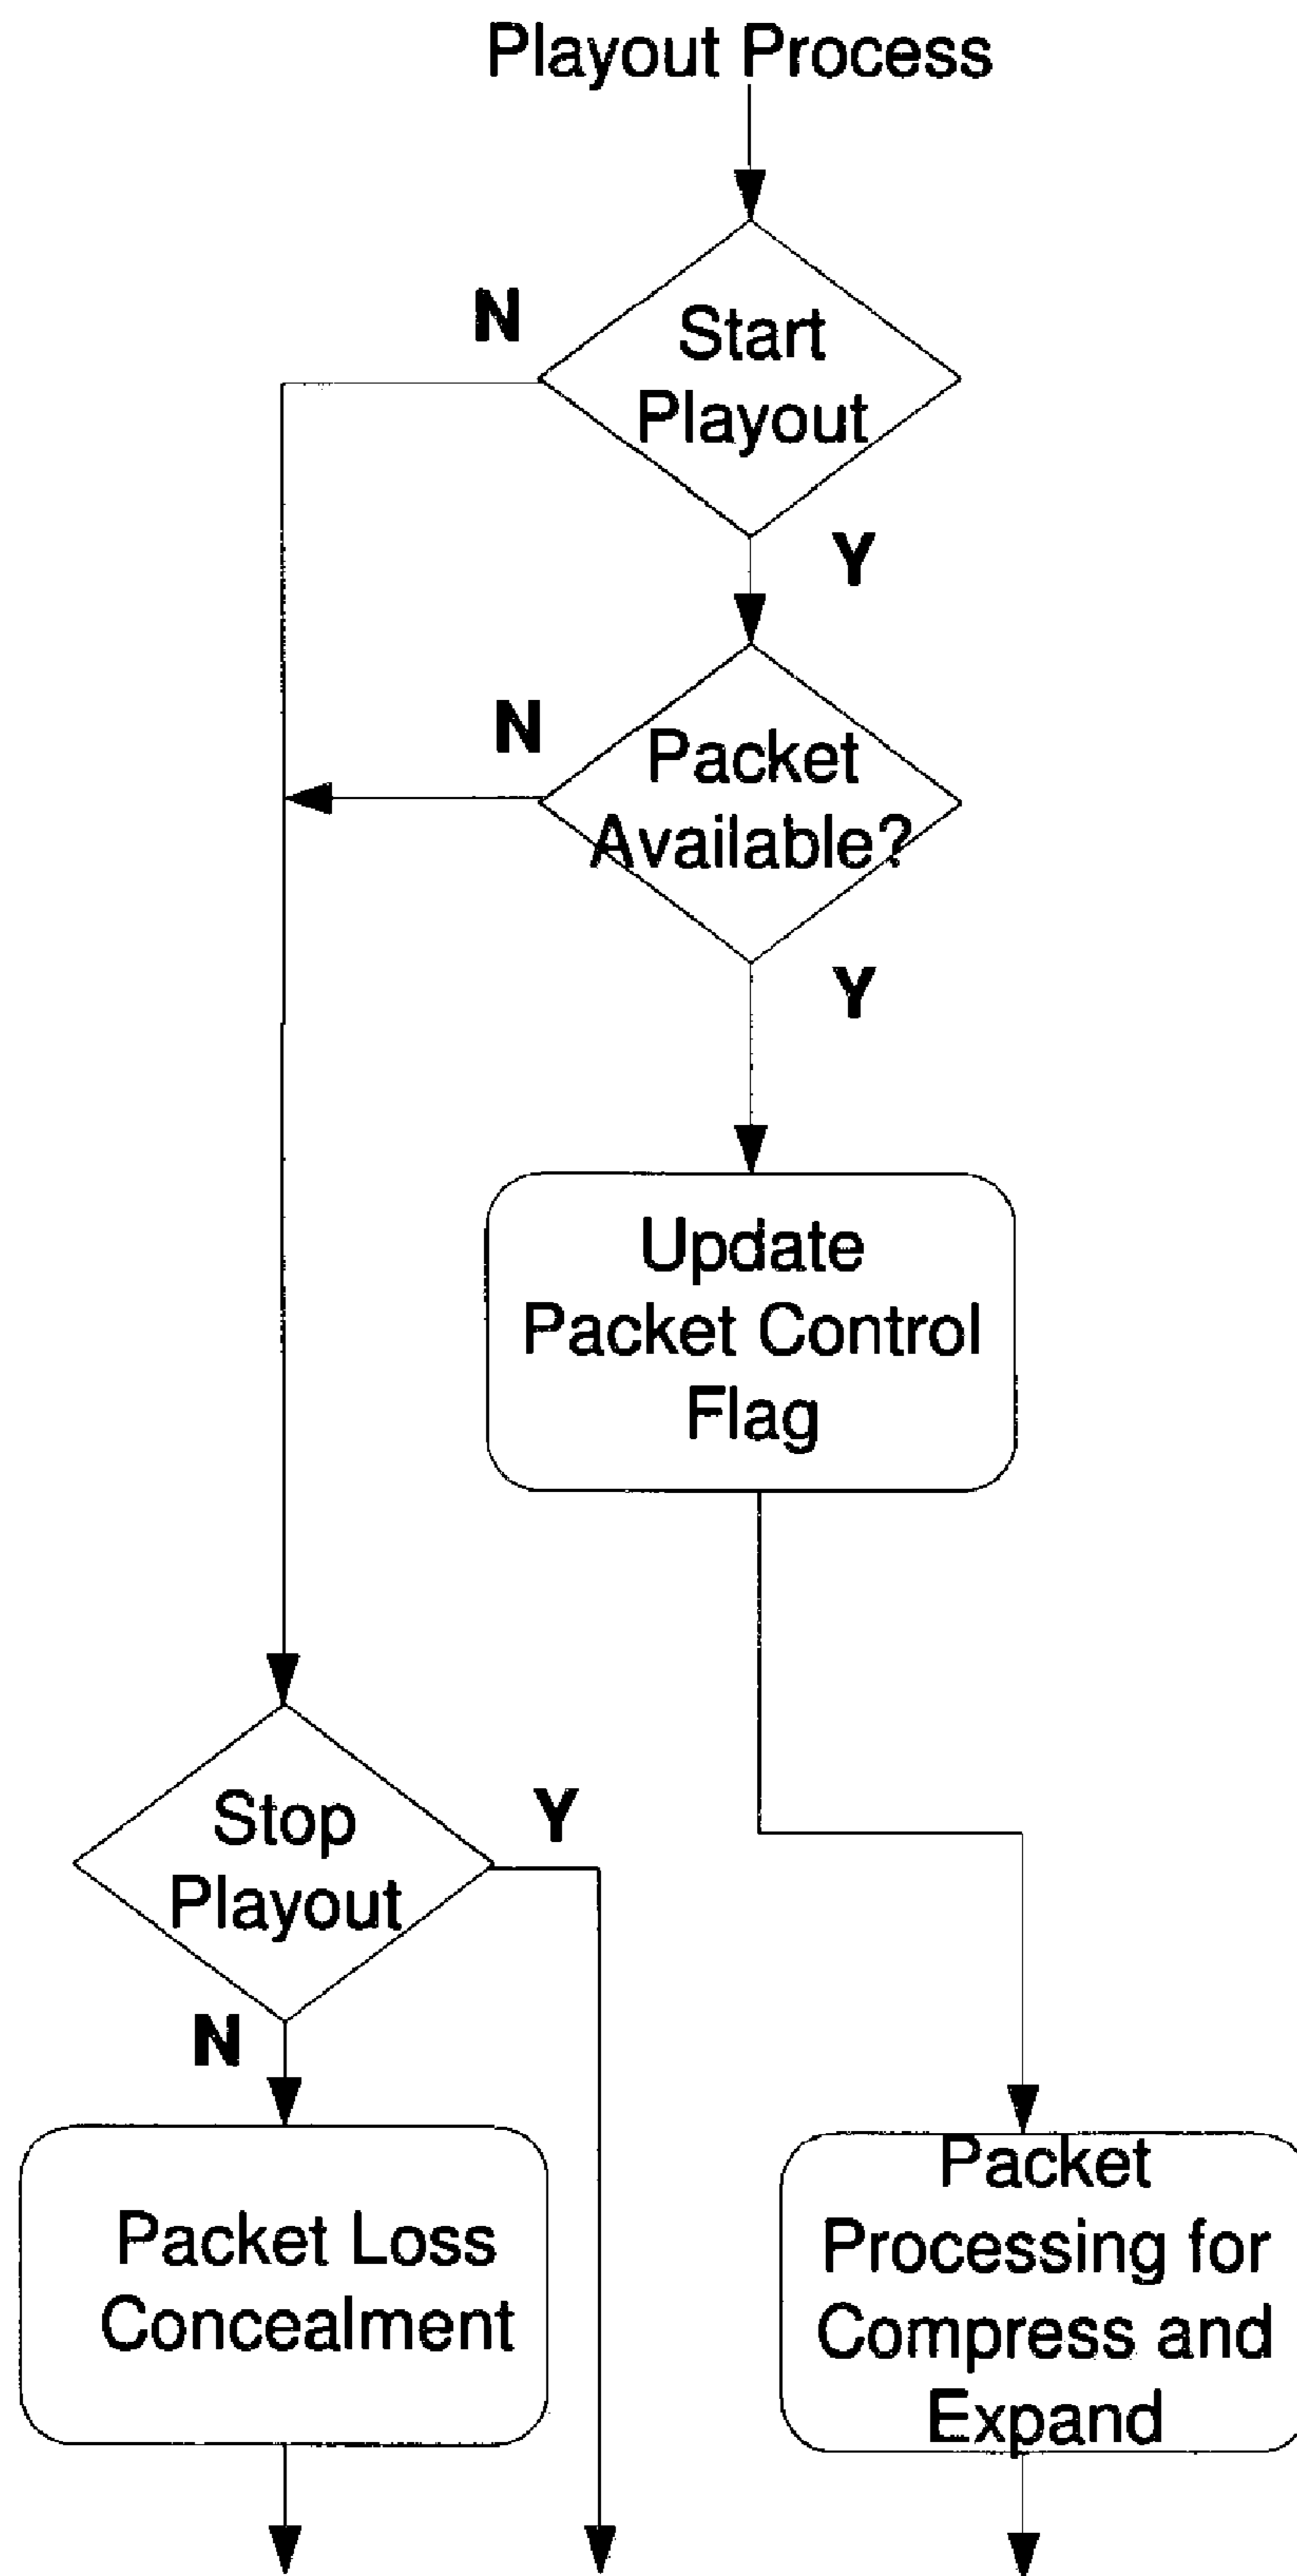 Playout Process
N
Start
Playout
Y
N
Packet
Available?
Y
Update
Packet Control
Flag
Stop
Playout
Y
N
Packet Loss
Concealment
Packet
Processing for
Compress and
Expand